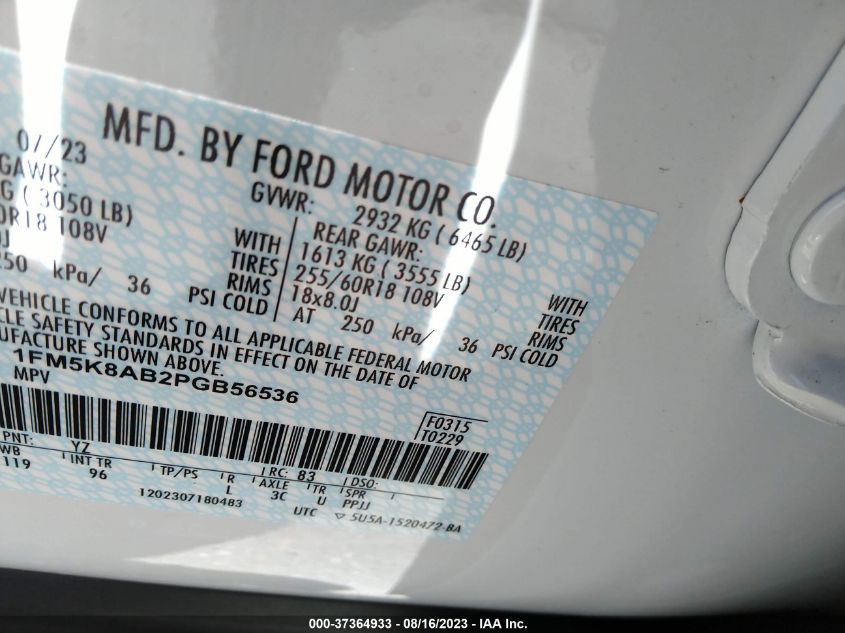 MFD. BY FORD MOTOR CO.
07/23
GVWR: 2932 KG ( 6465 LB)
GAWR:
G ( 3050 LB)
0R18 108V
0J
250 kPa/ 36
WITH
TIRES
RIMS
PSI COLD
REAR GAWR:
1613 KG ( 3555 LB)
255/60R18 108V
18x8.0J
AT 250 kPa/ 36
WITH
TIRES
RIMS
PSI COLD
VEHICLE CONFORMS TO ALL APPLICABLE FEDERAL MOTOR
CLE SAFETY STANDARDS IN EFFECT ON THE DATE OF
UFACTURE SHOWN ABOVE.
1FM5K8AB2PGB56536
MPV
F0315
T0229
PNT: YZ RC: 83 DSO:
WB INT TR TP/PS R AXLE TR SPR
119 96 L 3C U PPJJ
1202307180483 UTC ▽ 5U5A-1520472-BA
000-37364933 - 08/16/2023 - IAA Inc.